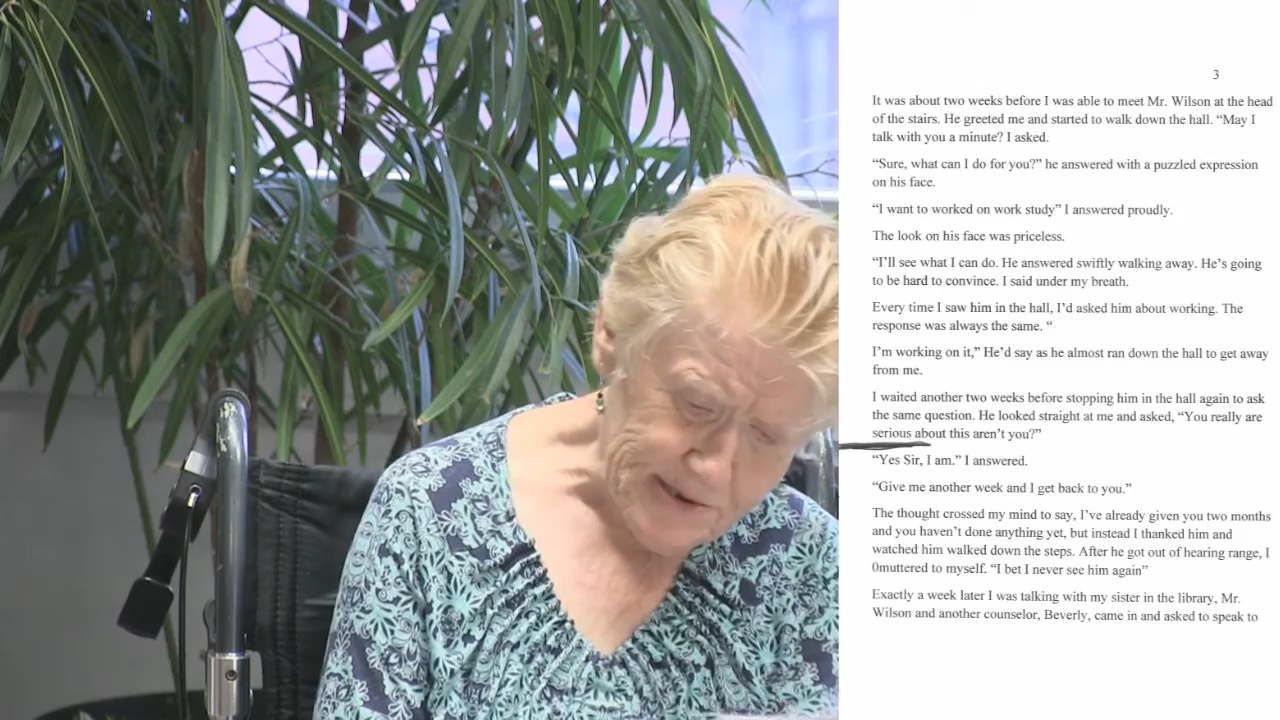 3
It was about two weeks before I was able to meet Mr. Wilson at the head
of the stairs. He greeted me and started to walk down the hall. “May I
talk with you a minute? I asked.
“Sure, what can I do for you?” he answered with a puzzled expression
on his face.
“I want to worked on work study” I answered proudly.
The look on his face was priceless.
“I’ll see what I can do. He answered swiftly walking away. He’s going
to be hard to convince. I said under my breath.
Every time I saw him in the hall, I’d asked him about working. The
response was always the same. “
I’m working on it,” He’d say as he almost ran down the hall to get away
from me.
I waited another two weeks before stopping him in the hall again to ask
the same question. He looked straight at me and asked, “You really are
serious about this aren’t you?”
“Yes Sir, I am.” I answered.
“Give me another week and I get back to you.”
The thought crossed my mind to say, I’ve already given you two months
and you haven’t done anything yet, but instead I thanked him and
watched him walked down the steps. After he got out of hearing range, I
0muttered to myself. “I bet I never see him again”
Exactly a week later I was talking with my sister in the library, Mr.
Wilson and another counselor, Beverly, came in and asked to speak to